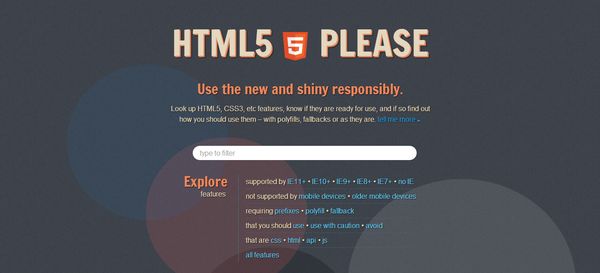 HTML5 5 PLEASE
Use the new and shiny responsibly.
Look up HTML5, CSS3, etc features, know if they are ready for use, and if so find out
how you should use them – with polyfills, fallbacks or as they are. tell me more »
type to filter
Explore
features
supported by IE11+ • IE10+ • IE9+ • IE8+ • IE7+ • no IE
not supported by mobile devices • older mobile devices
requiring prefixes • polyfill • fallback
that you should use • use with caution • avoid
that are css • html • api • js
all features